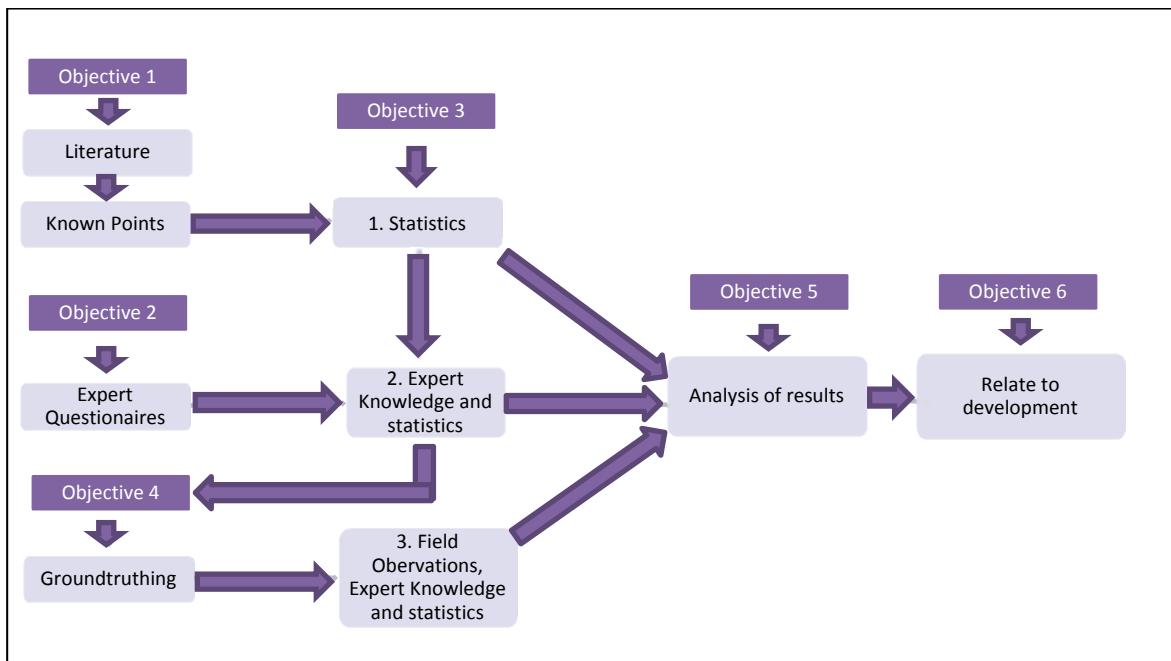 Objective 1
Literature
Known Points
Objective 3
1. Statistics
Objective 2
Expert
Questionaires
2. Expert
Knowledge and
statistics
Objective 4
Groundtruthing
3. Field
Obervations,
Expert Knowledge
and statistics
Objective 5
Analysis of results
Objective 6
Relate to
development